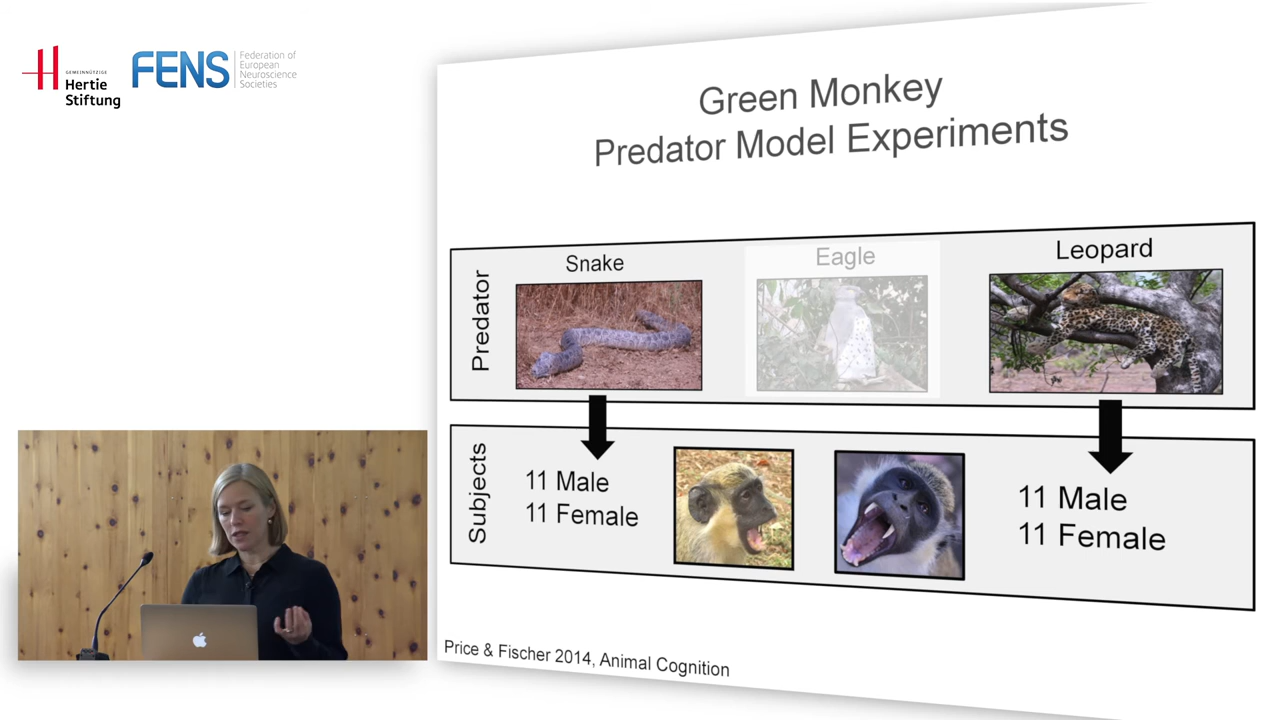 GEMEINNÜTZIGE
Hertie
Stiftung
FENS
Federation of
European
Neuroscience
Societies
Green Monkey
Predator Model Experiments
Predator
Snake
Eagle
Leopard
Subjects
11 Male
11 Female
11 Male
11 Female
Price & Fischer 2014, Animal Cognition